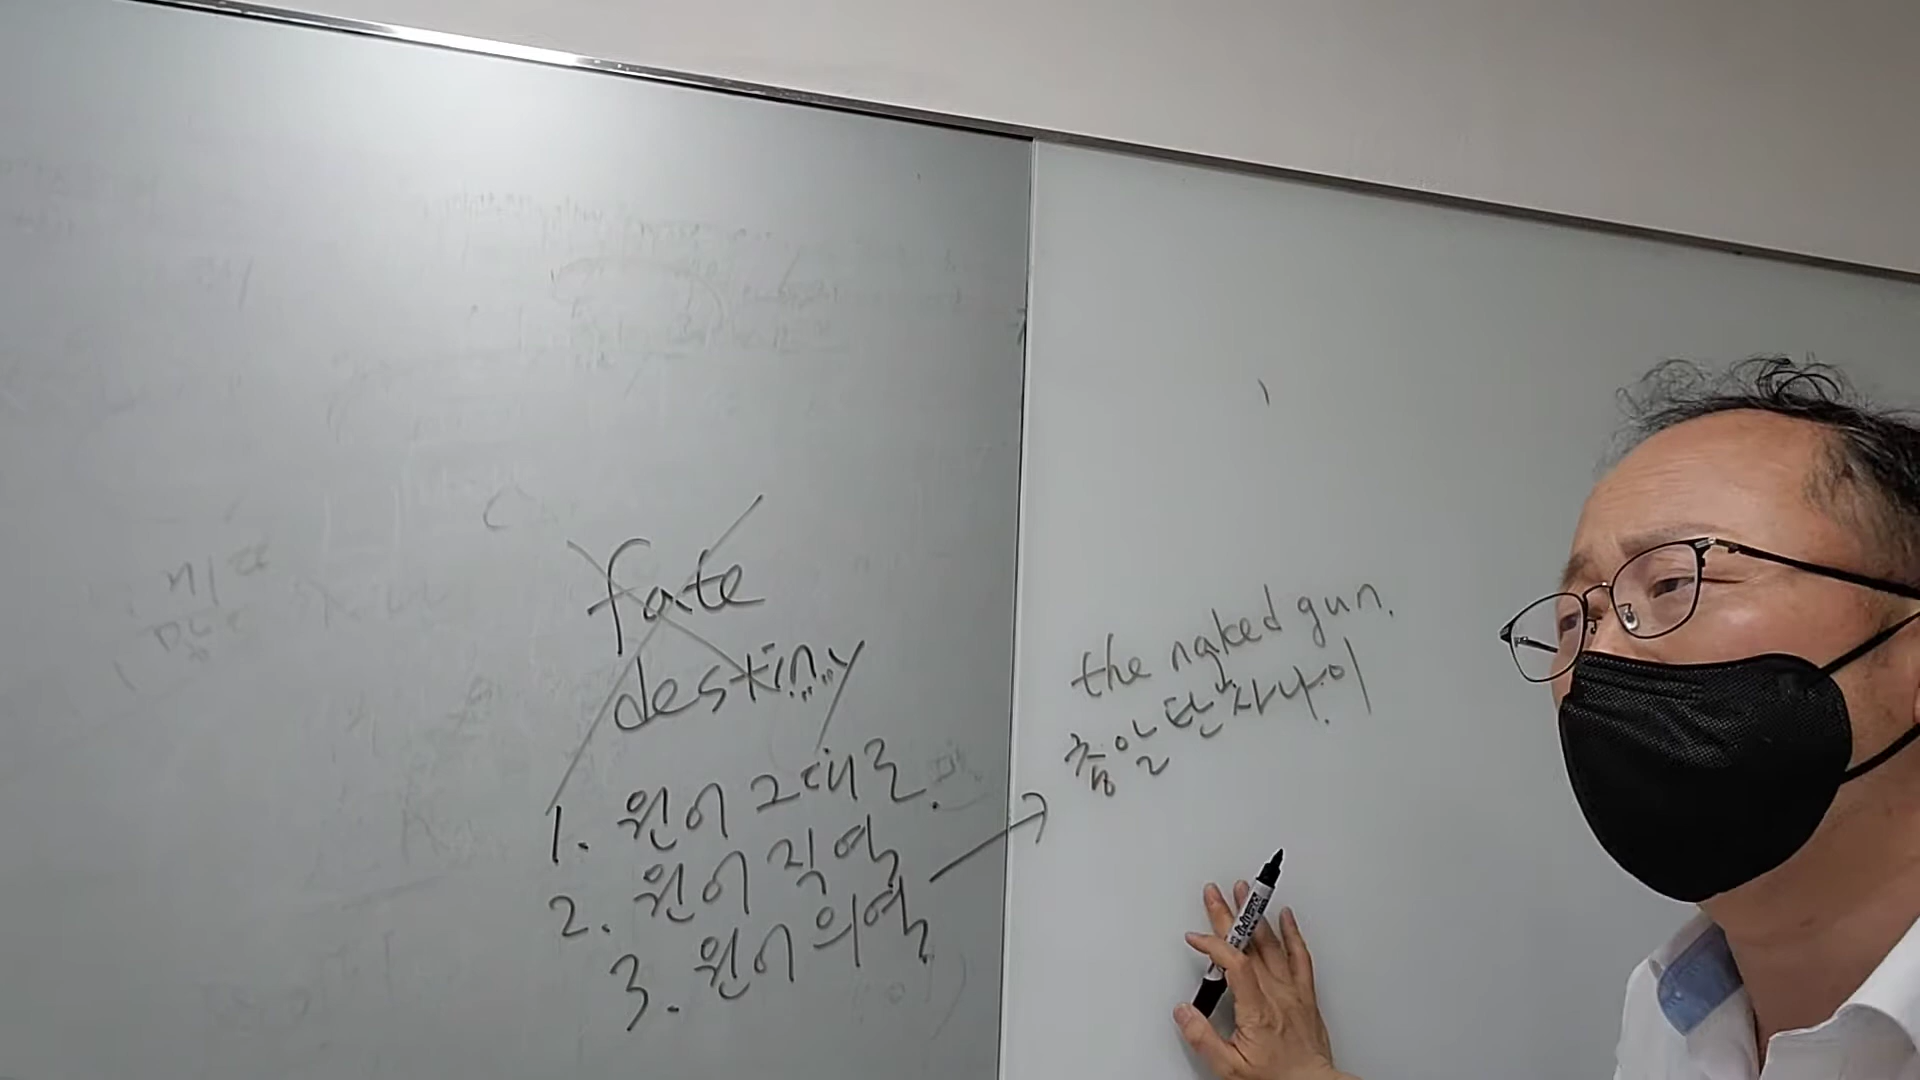 fate
destiny
1. 원어 그대로.
2. 원어 직역
3. 원어 의역
the naked gun.
총알탄 사나이